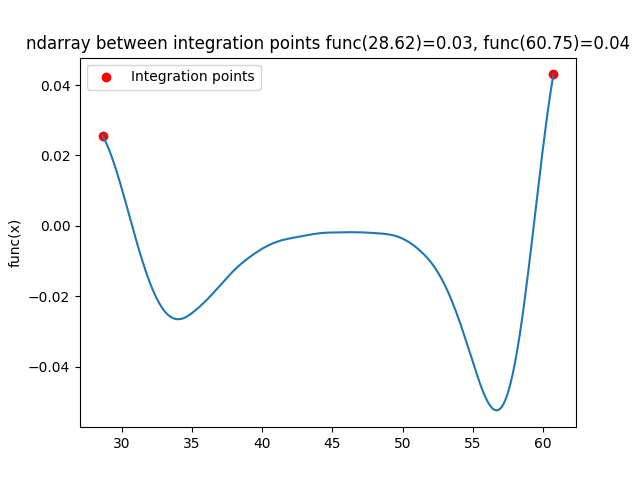 ndarray between integration points func(28.62)=0.03, func(60.75)=0.04
Integration points
func(x)
0.04
0.02
0.00
−0.02
−0.04
30 35 40 45 50 55 60